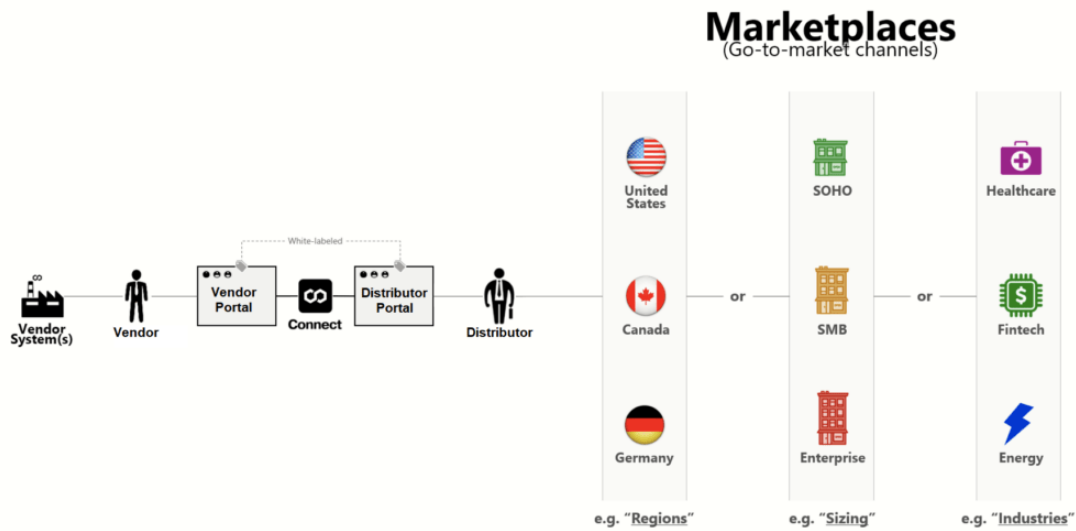 Marketplaces
(Go-to-market channels)
United
States
SOHO
Healthcare
White-labeled
Vendor
Portal
Distributor
Portal
Connect
Vendor
System(s)
Vendor
Distributor
Canada
or
SMB
or
$
Fintech
Germany
Enterprise
Energy
e.g. “Regions”
e.g. “Sizing”
e.g. “Industries”